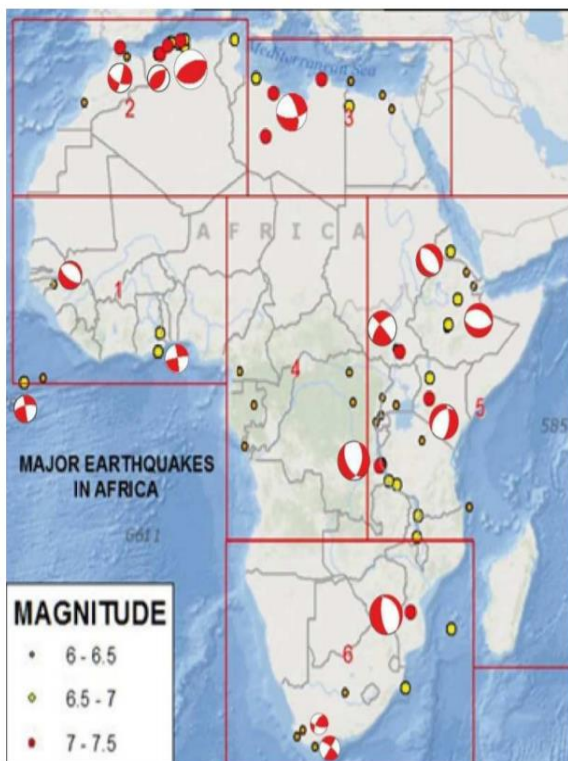 Mediterranean Sea
2
3
AFRICA
1
4
5
585
MAJOR EARTHQUAKES
IN AFRICA
6611
6
MAGNITUDE
6 - 6.5
6.5 - 7
7 - 7.5